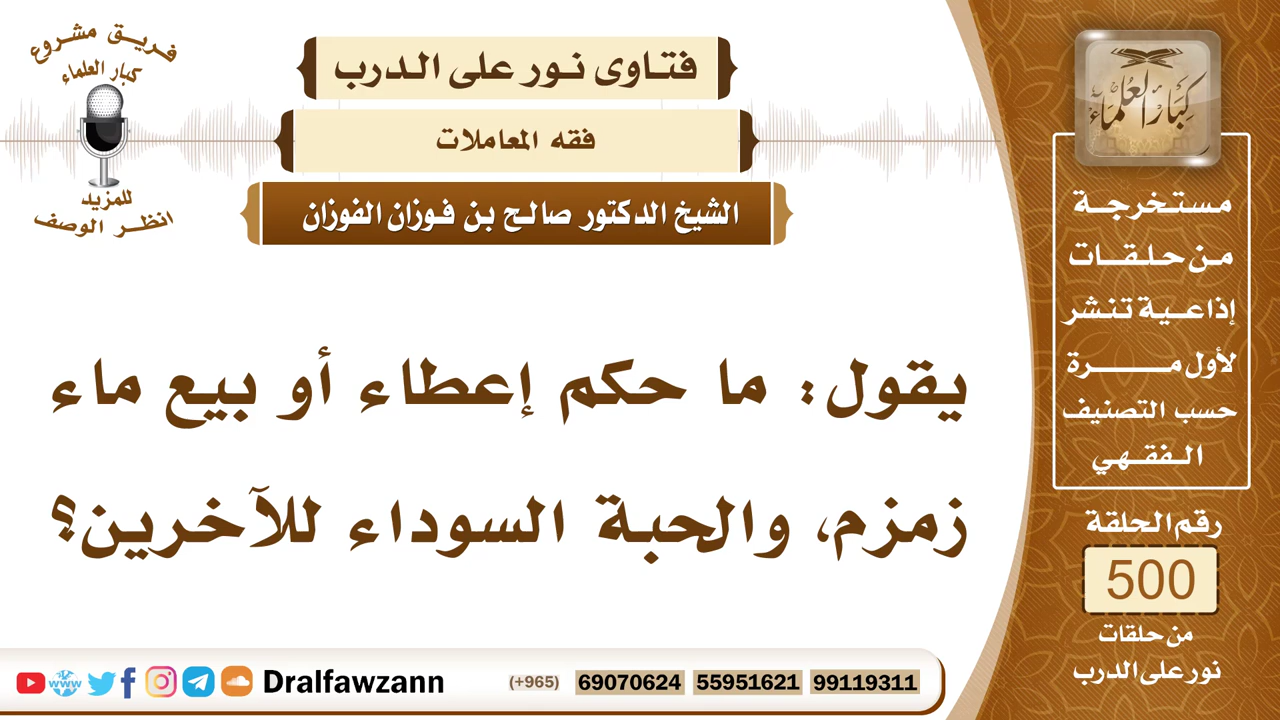 فريق مشروع
كبار العلماء
للمزيد
انظر الوصف
فتاوى نور على الدرب
فقه المعاملات
الشيخ الدكتور صالح بن فوزان الفوزان
يقول: ما حكم إعطاء أو بيع ماء
زمزم، والحبة السوداء للآخرين؟
كبار العلماء
مستخرجة
من حلقات
إذاعية تنشر
لأول مرة
حسب التصنيف
الفقهي
رقم الحلقة
500
من حلقات
نور على الدرب
www
Dralfawzann
(+965) 69070624 55951621 99119311